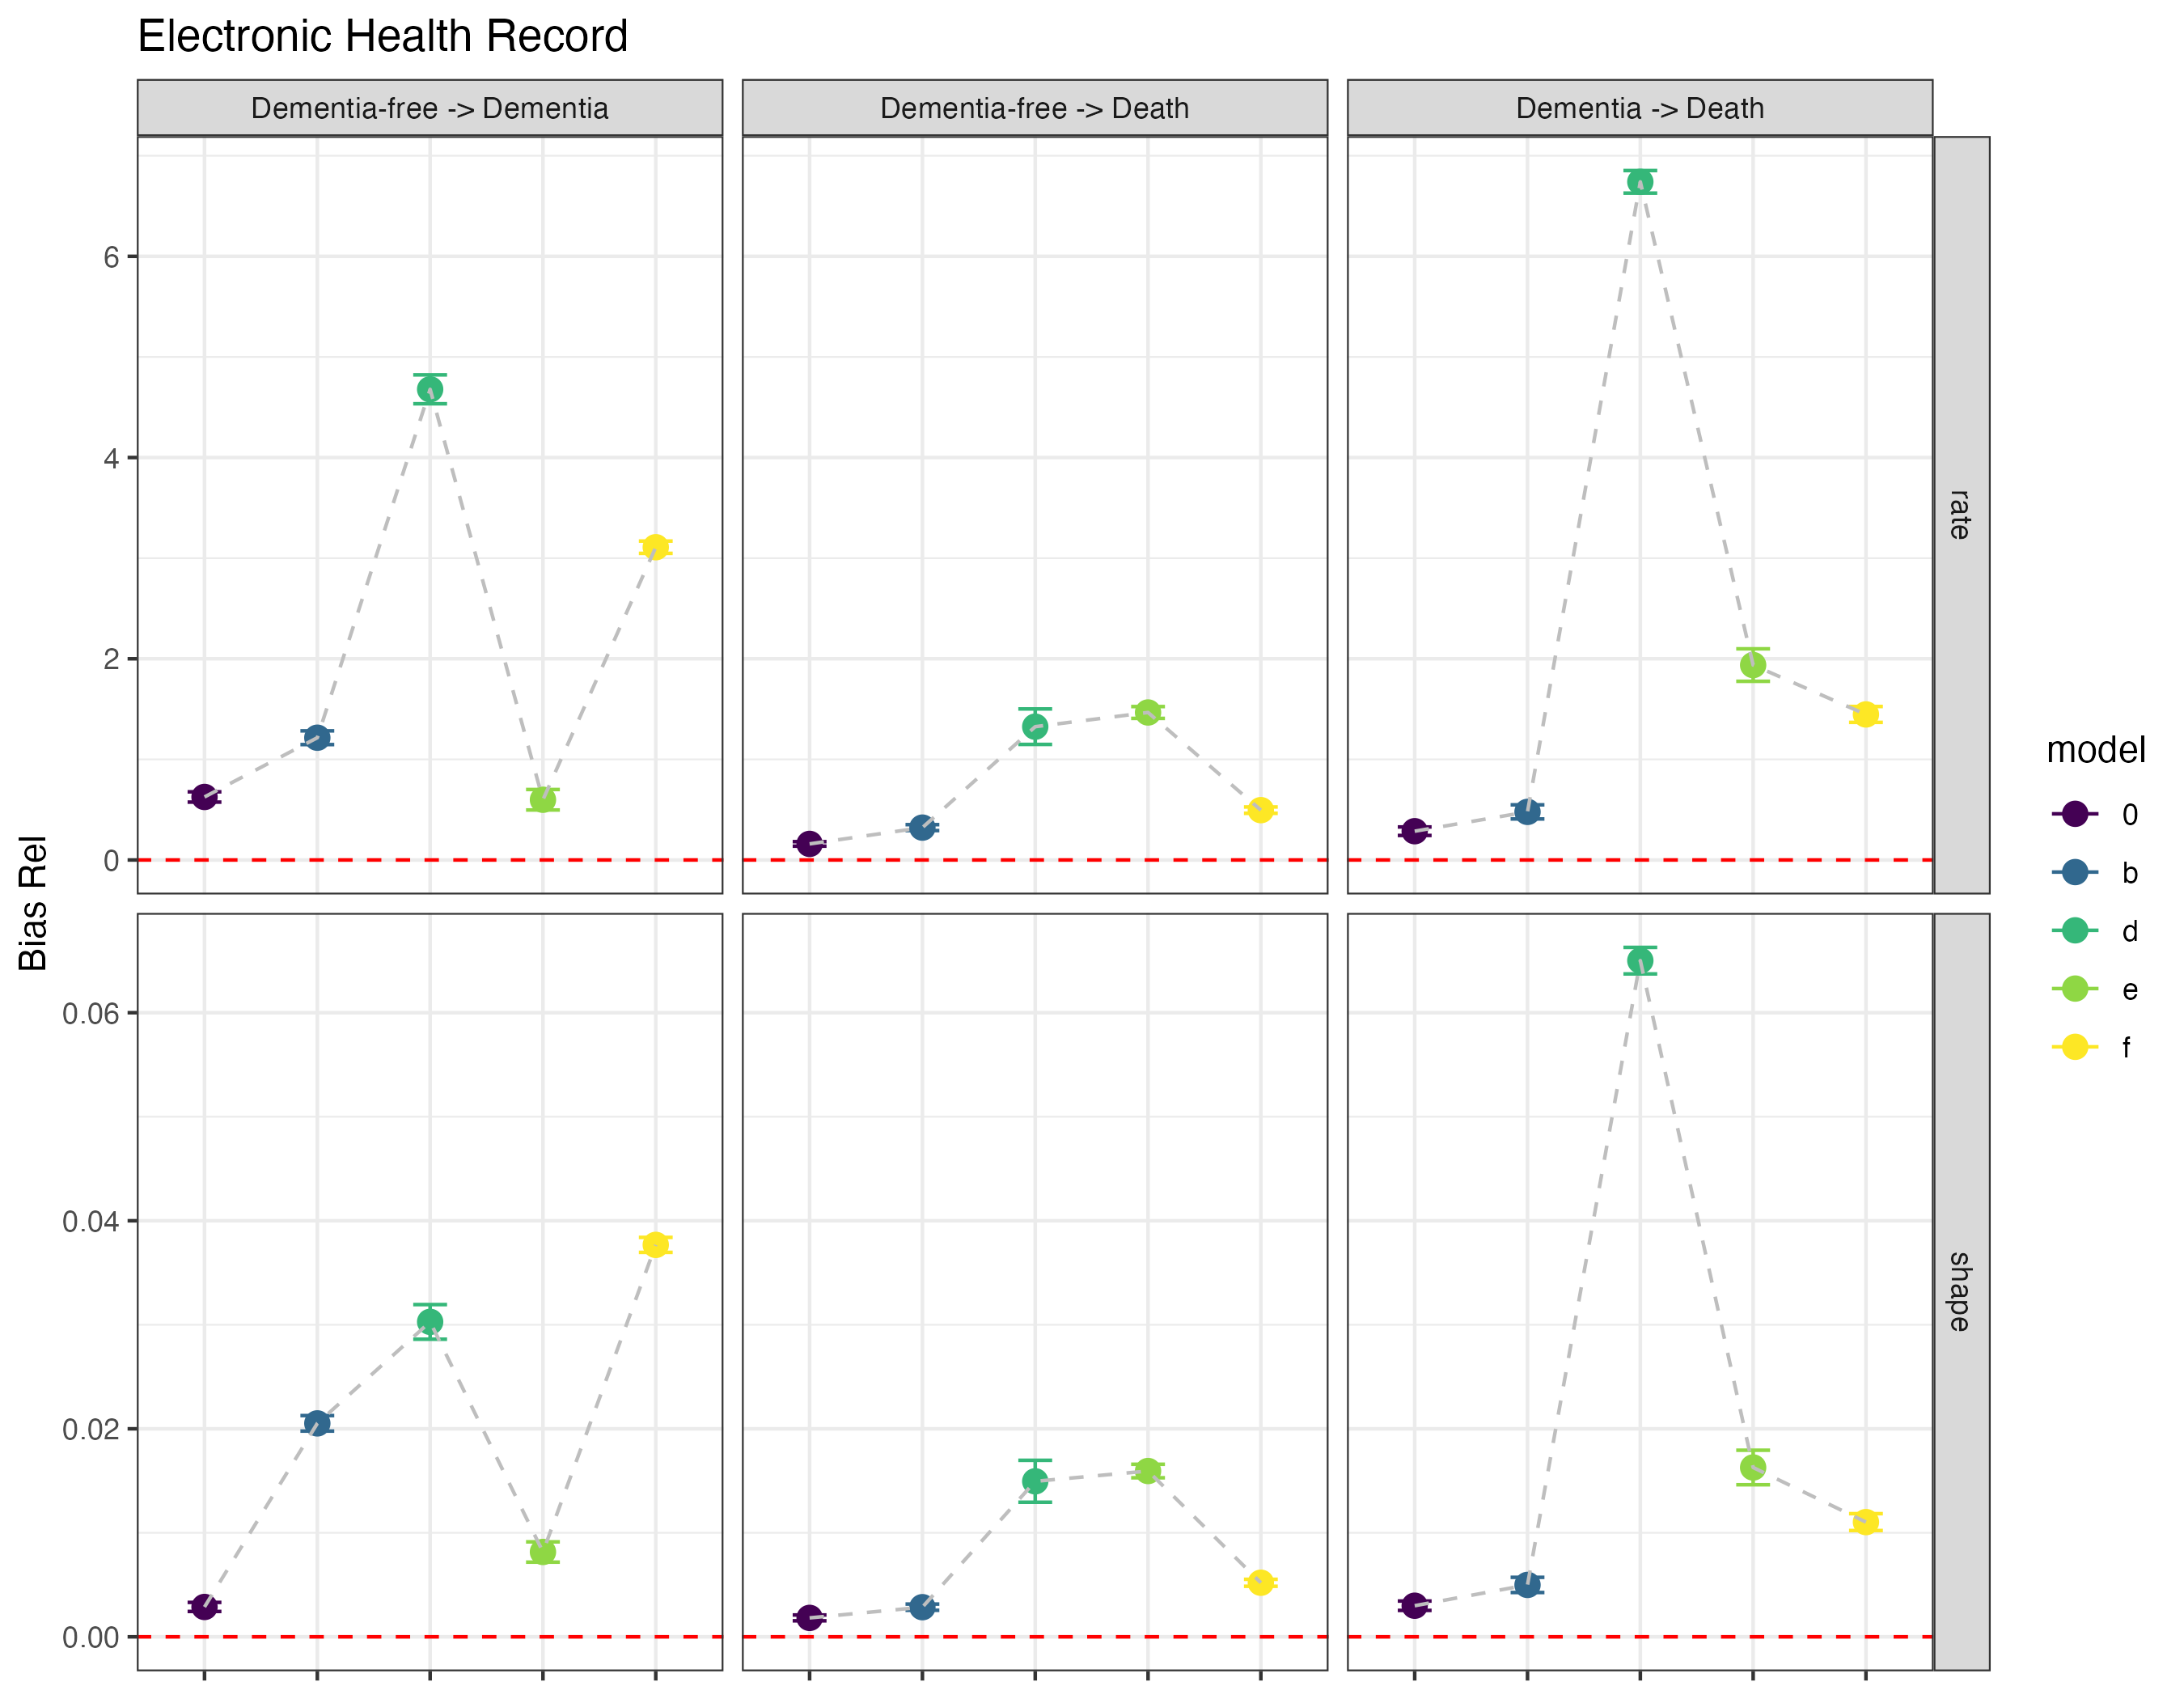 Electronic Health Record
Dementia-free -> Dementia
Dementia-free -> Death
Dementia -> Death
6
4
2
0
rate
Bias Rel
0.06
0.04
0.02
0.00
shape
model
0
b
d
e
f